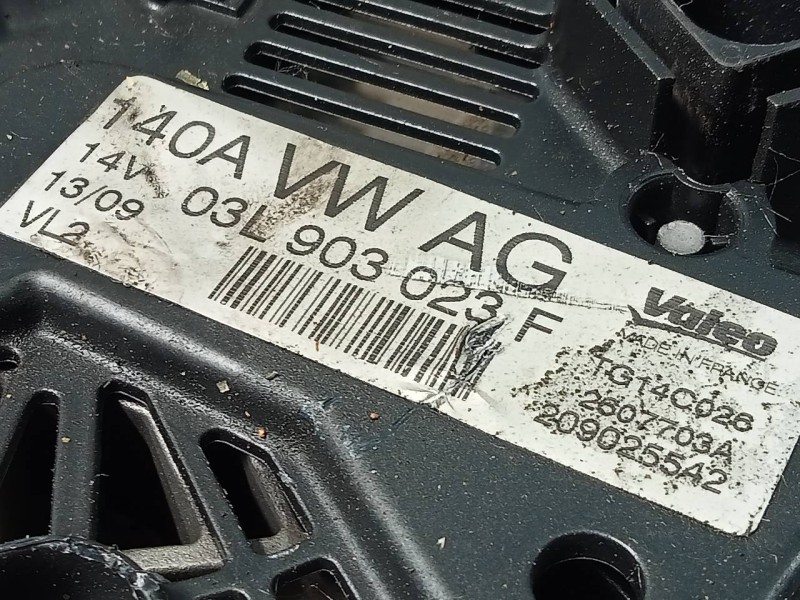 140A VW AG
14V 03L 903 023 F
13/09
VL2
Valeo
MADE IN FRANCE
TG14C026
2607703A
209025542